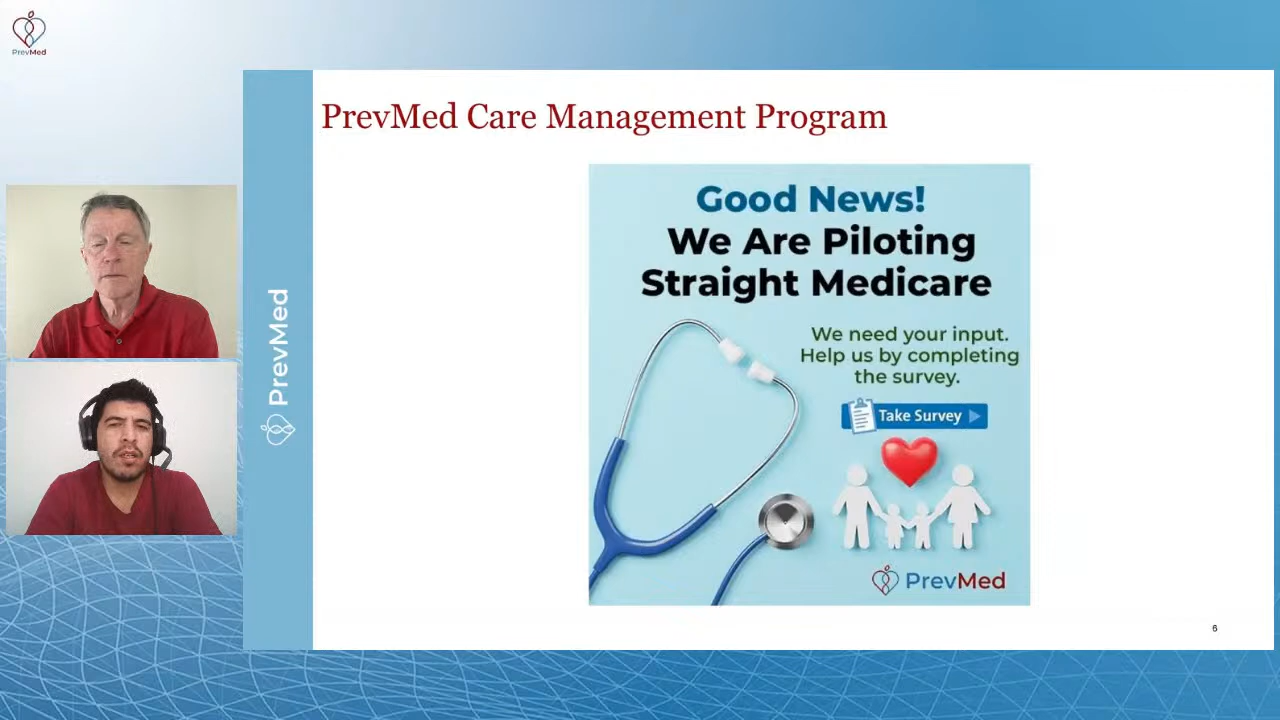 PrevMed
PrevMed Care Management Program
PrevMed
Good News!
We Are Piloting
Straight Medicare
We need your input.
Help us by completing
the survey.
Take Survey
PrevMed
6